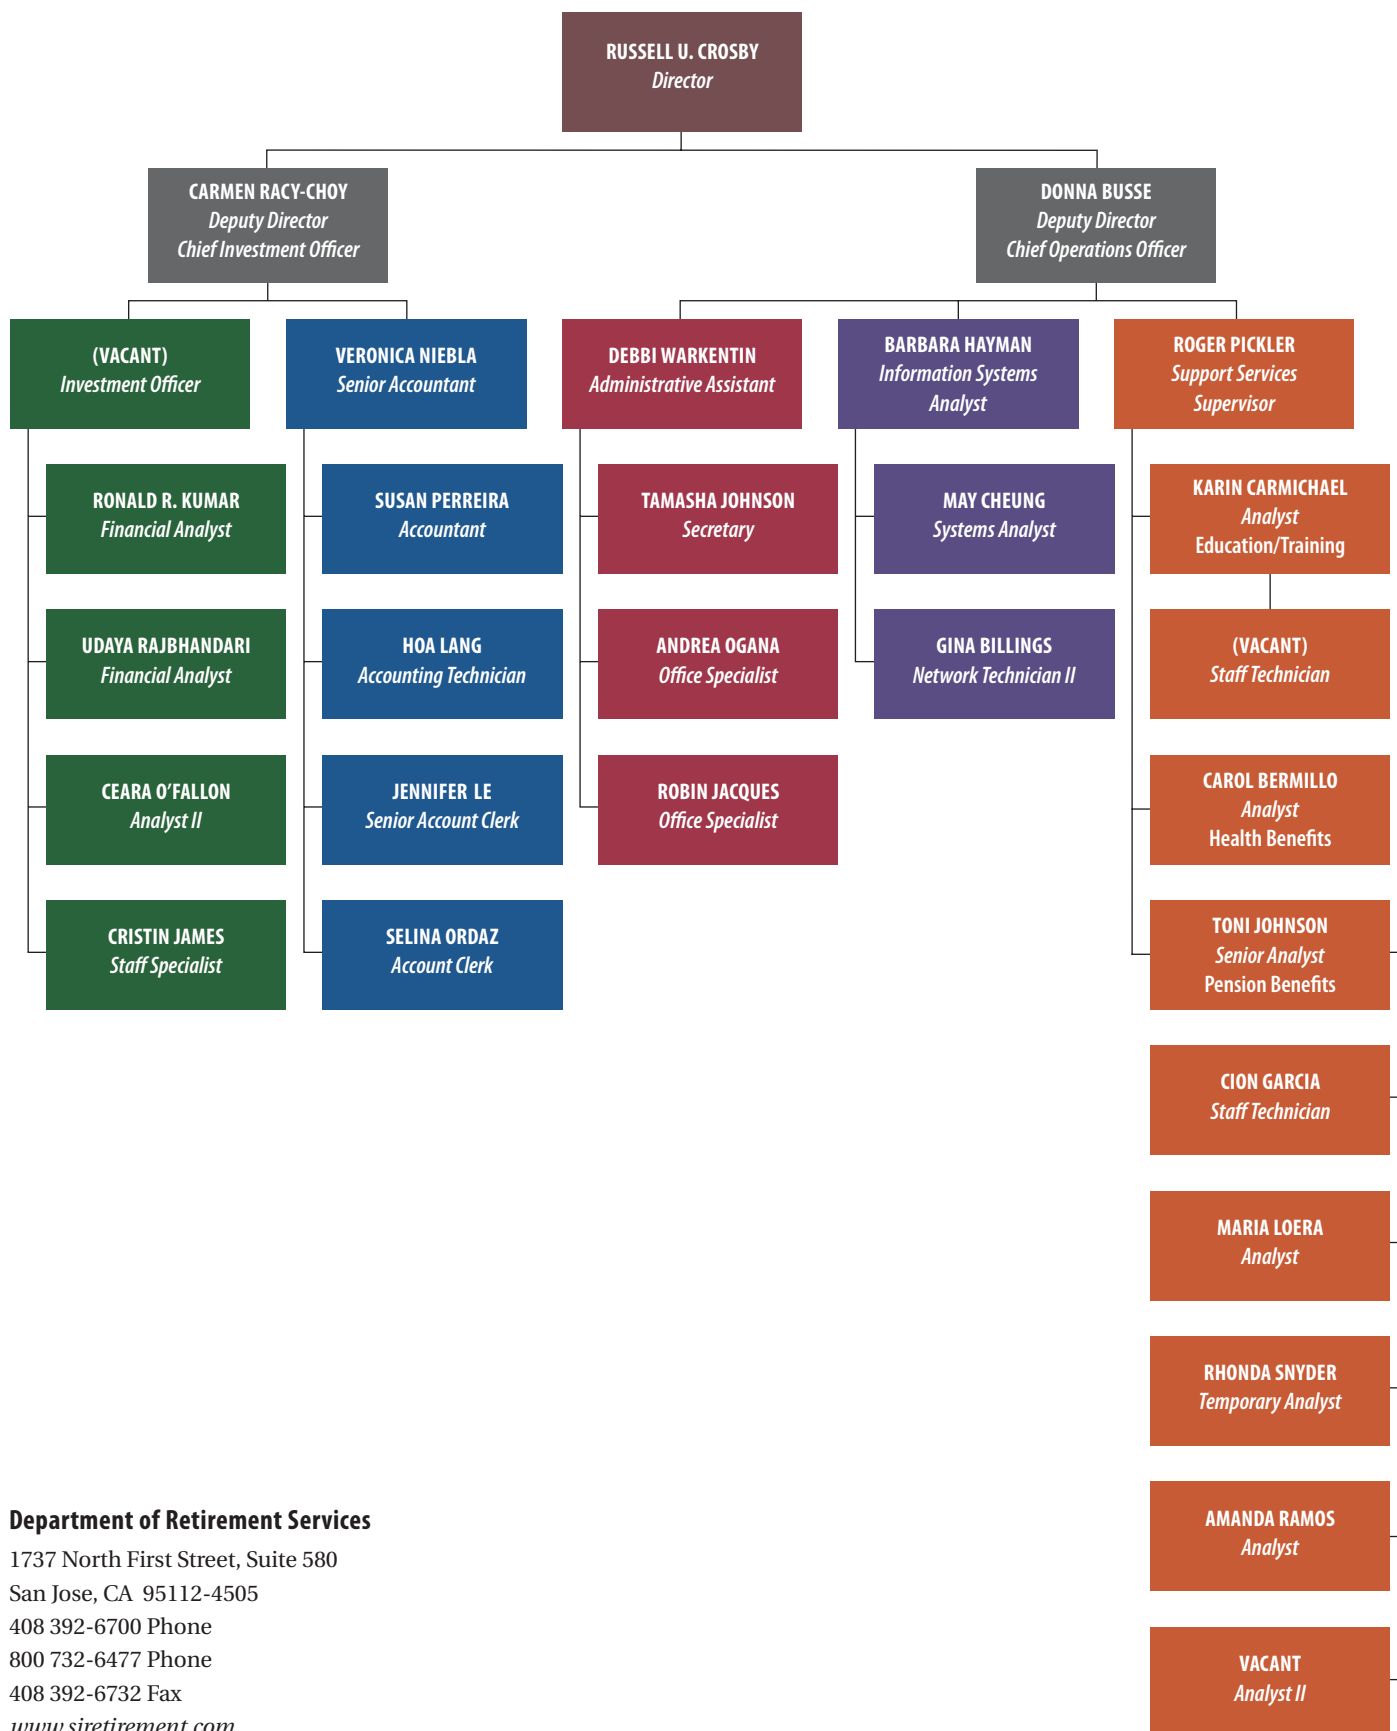 RUSSELL U. CROSBY
Director
CARMEN RACY-CHOY
Deputy Director
Chief Investment Officer
DONNA BUSSE
Deputy Director
Chief Operations Officer
(VACANT)
Investment Officer
VERONICA NIEBLA
Senior Accountant
DEBBI WARKENTIN
Administrative Assistant
BARBARA HAYMAN
Information Systems
Analyst
ROGER PICKLER
Support Services
Supervisor
RONALD R. KUMAR
Financial Analyst
SUSAN PERREIRA
Accountant
TAMASHA JOHNSON
Secretary
MAY CHEUNG
Systems Analyst
KARIN CARMICHAEL
Analyst
Education/Training
UDAYA RAJBHANDARI
Financial Analyst
HOA LANG
Accounting Technician
ANDREA OGANA
Office Specialist
GINA BILLINGS
Network Technician II
(VACANT)
Staff Technician
CEARA O'FALLON
Analyst II
JENNIFER LE
Senior Account Clerk
ROBIN JACQUES
Office Specialist
CAROL BERMILLO
Analyst
Health Benefits
CRISTIN JAMES
Staff Specialist
SELINA ORDAZ
Account Clerk
TONI JOHNSON
Senior Analyst
Pension Benefits
CION GARCIA
Staff Technician
MARIA LOERA
Analyst
RHONDA SNYDER
Temporary Analyst
AMANDA RAMOS
Analyst
VACANT
Analyst II
Department of Retirement Services
1737 North First Street, Suite 580
San Jose, CA 95112-4505
408 392-6700 Phone
800 732-6477 Phone
408 392-6732 Fax
www.sjretirement.com